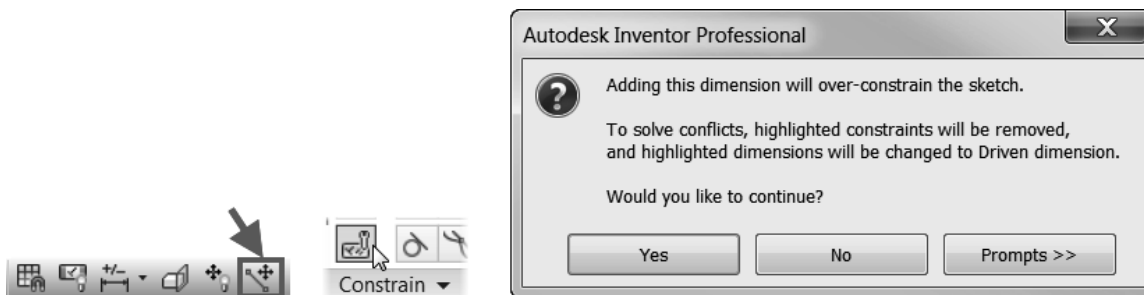 Autodesk Inventor Professional
X
Adding this dimension will over-constrain the sketch.
To solve conflicts, highlighted constraints will be removed,
and highlighted dimensions will be changed to Driven dimension.
Would you like to continue?
Yes
No
Prompts >>
+/-
Constrain